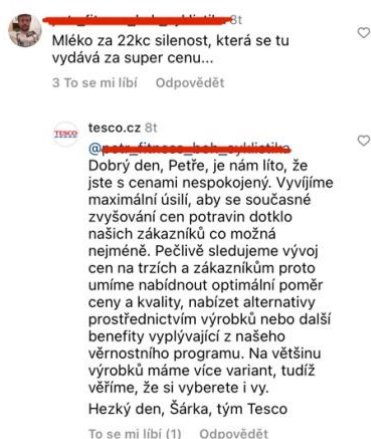 8t
Mléko za 22kc silenost, která se tu
vydává za super cenu...
3 To se mi líbí Odpovědět
TESCO
tesco.cz 8t
Dobrý den, Petře, je nám líto, že
jste s cenami nespokojený. Vyvíjíme
maximální úsilí, aby se současné
zvyšování cen potravin dotklo
našich zákazníků co možná
nejméně. Pečlivě sledujeme vývoj
cen na trzích a zákazníkům proto
umíme nabídnout optimální poměr
ceny a kvality, nabízet alternativy
prostřednictvím výrobků nebo další
benefity vyplývající z našeho
věrnostního programu. Na většinu
výrobků máme více variant, tudíž
věříme, že si vyberete i vy.
Hezký den, Šárka, tým Tesco
To se mi líbí (1) Odpovědět